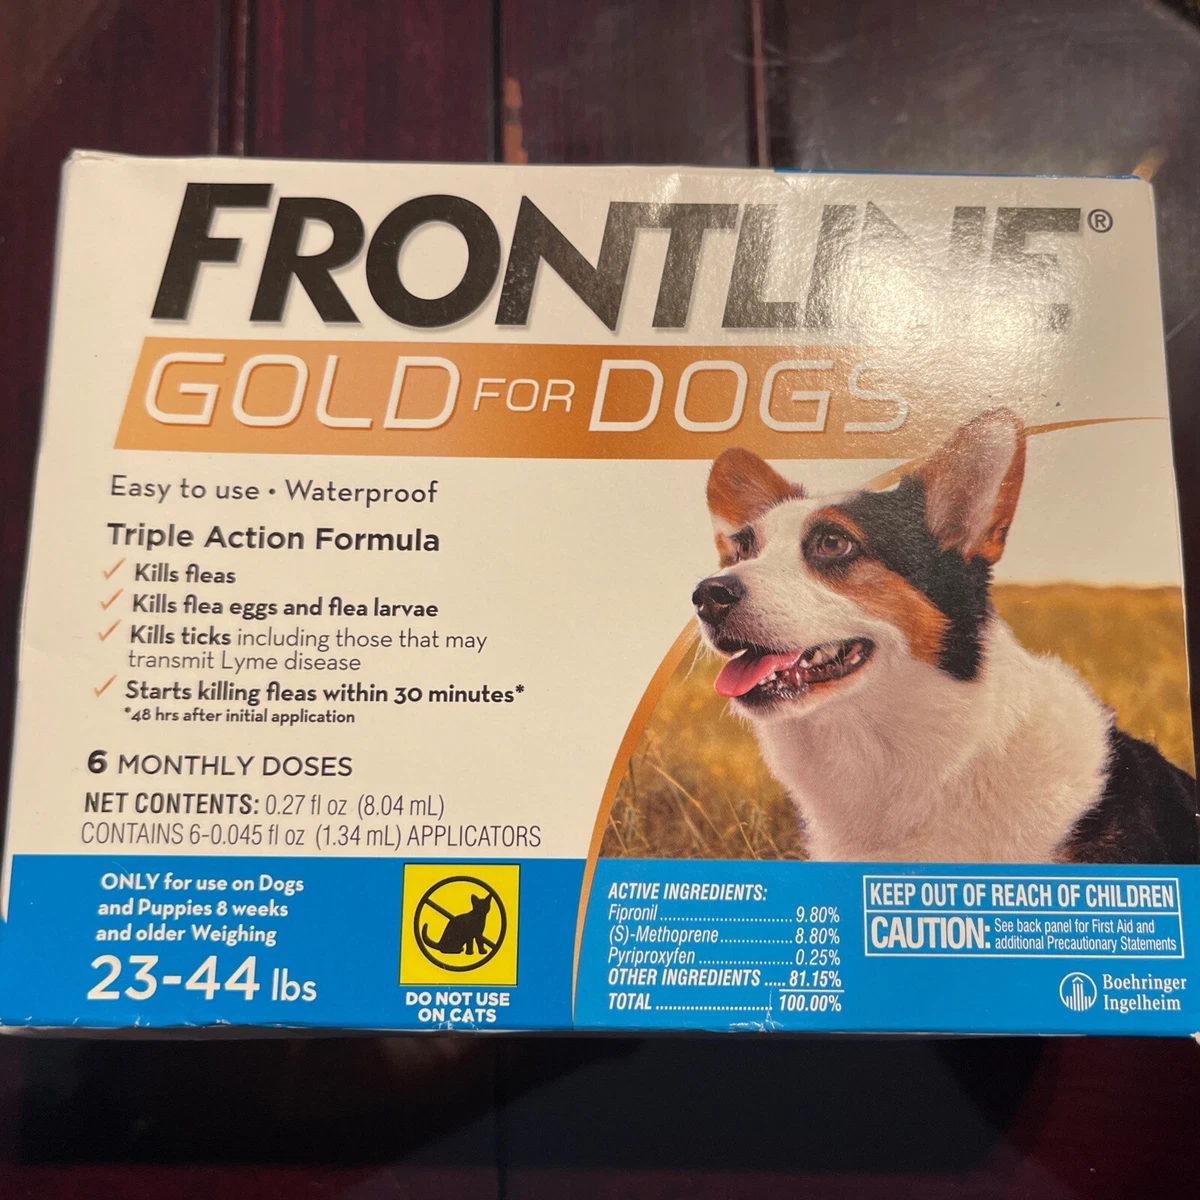 FRONTLINE®
GOLD FOR DOGS
Easy to use • Waterproof
Triple Action Formula
✓ Kills fleas
✓ Kills flea eggs and flea larvae
✓ Kills ticks including those that may
transmit Lyme disease
✓ Starts killing fleas within 30 minutes*
*48 hrs after initial application
6 MONTHLY DOSES
NET CONTENTS: 0.27 fl oz (8.04 mL)
CONTAINS 6-0.045 fl oz (1.34 mL) APPLICATORS
ONLY for use on Dogs
and Puppies 8 weeks
and older Weighing
23-44 lbs
DO NOT USE
ON CATS
ACTIVE INGREDIENTS:
Fipronil .......................... 9.80%
(S)-Methoprene .............. 8.80%
Pyriproxyfen ................... 0.25%
OTHER INGREDIENTS ..... 81.15%
TOTAL .......................... 100.00%
KEEP OUT OF REACH OF CHILDREN
CAUTION: See back panel for First Aid and
additional Precautionary Statements
Boehringer
Ingelheim